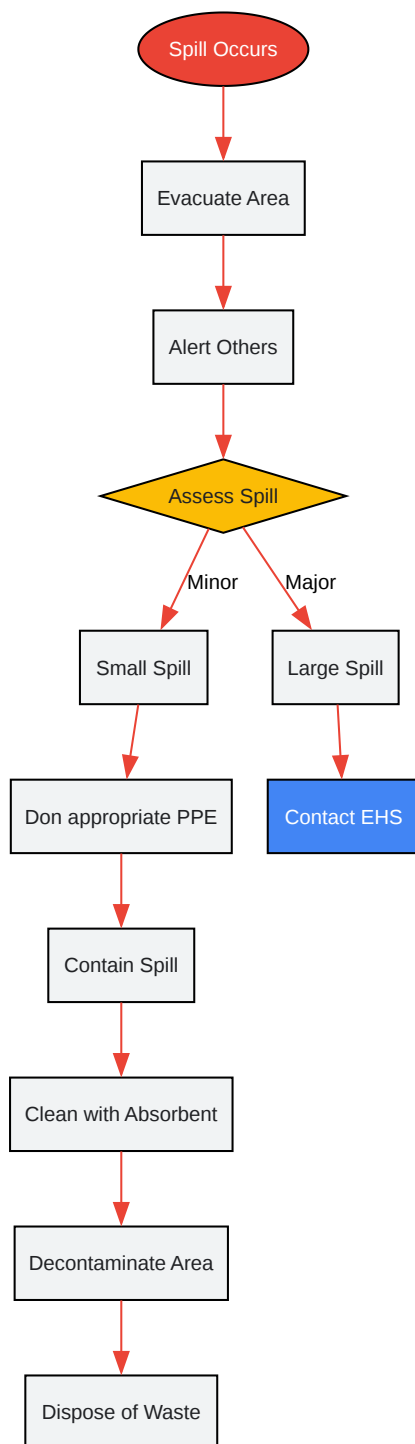 Spill Occurs
Evacuate Area
Alert Others
Assess Spill
Minor
Major
Small Spill
Large Spill
Don appropriate PPE
Contact EHS
Contain Spill
Clean with Absorbent
Decontaminate Area
Dispose of Waste